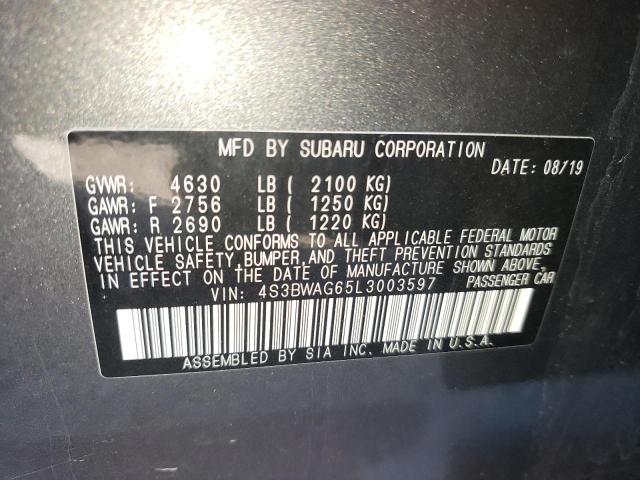 MFD BY SUBARU CORPORATION
DATE: 08/19
GVWR: 4630 LB ( 2100 KG)
GAWR: F 2756 LB ( 1250 KG)
GAWR: R 2690 LB ( 1220 KG)
THIS VEHICLE CONFORMS TO ALL APPLICABLE FEDERAL MOTOR
VEHICLE SAFETY, BUMPER, AND THEFT PREVENTION STANDARDS
IN EFFECT ON THE DATE OF MANUFACTURE SHOWN ABOVE.
VIN: 4S3BWAG65L3003597 PASSENGER CAR
ASSEMBLED BY SIA INC. MADE IN U.S.A.